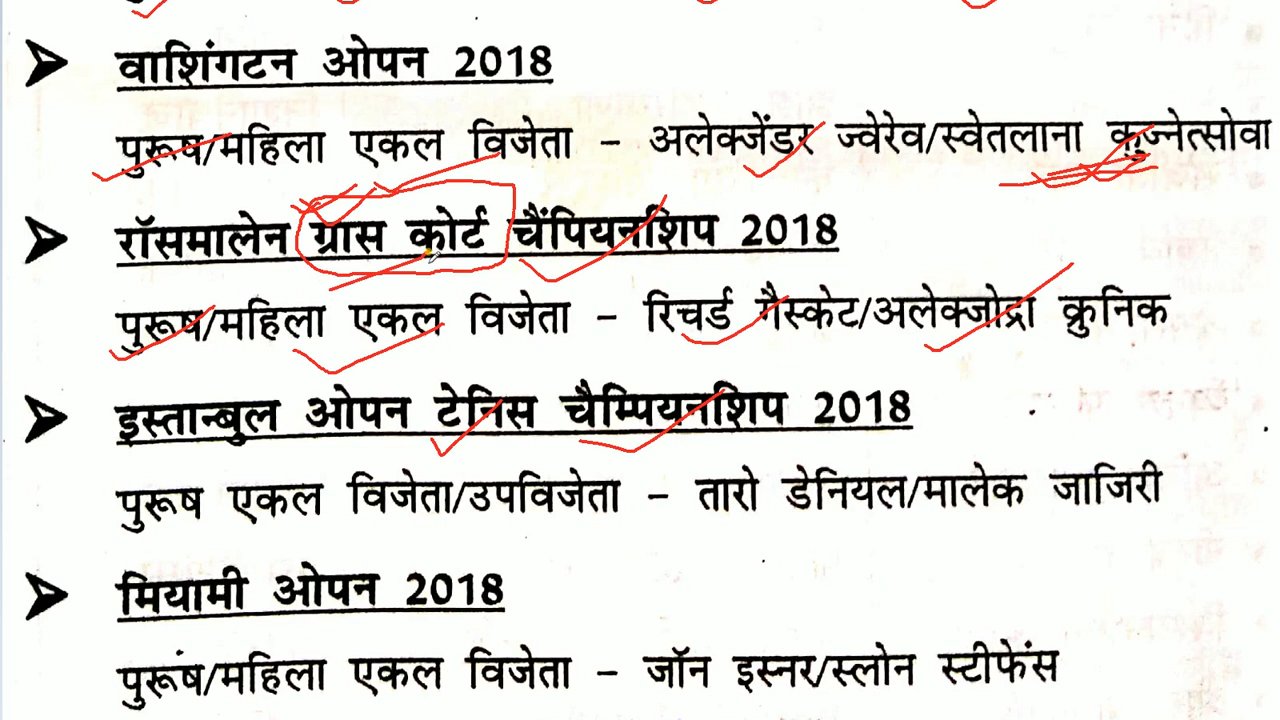 वाशिंगटन ओपन 2018
पुरूष/महिला एकल विजेता – अलेक्जेंडर ज्वेरेव/स्वेतलाना कुज्नेत्सोवा
रॉसमालेन ग्रास कोर्ट चैंपियनशिप 2018
पुरूष/महिला एकल विजेता – रिचर्ड गैस्केट/अलेक्जोद्रा क्रुनिक
इस्तान्बुल ओपन टेनिस चैम्पियनशिप 2018
पुरूष एकल विजेता/उपविजेता – तारो डेनियल/मालेक जाजिरी
मियामी ओपन 2018
पुरूष/महिला एकल विजेता – जॉन इस्नर/स्लोन स्टीफेंस